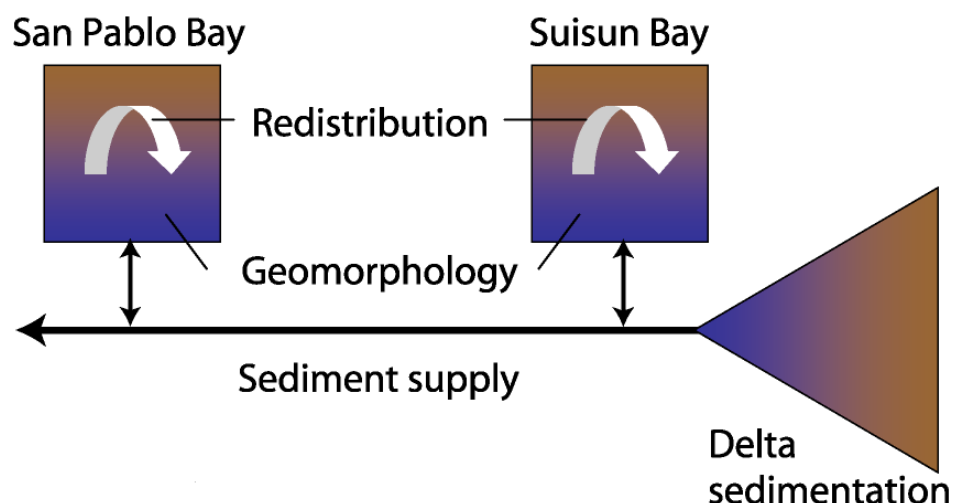 San Pablo Bay
Suisun Bay
Redistribution
Geomorphology
Sediment supply
Delta
sedimentation